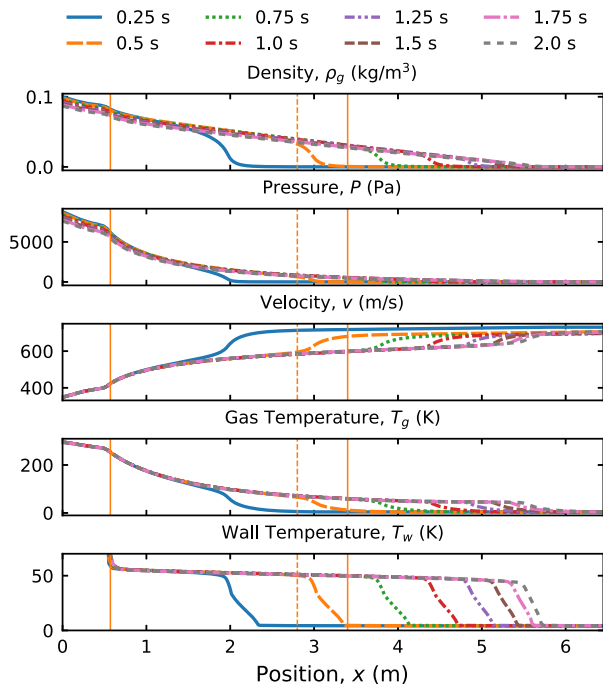 0.25 s 0.75 s 1.25 s 1.75 s
0.5 s 1.0 s 1.5 s 2.0 s
Density, ρg (kg/m³)
0.1
0.0
Pressure, P (Pa)
5000
0
Velocity, v (m/s)
600
400
Gas Temperature, Tg (K)
200
0
Wall Temperature, Tw (K)
50
0
0 1 2 3 4 5 6
Position, x (m)